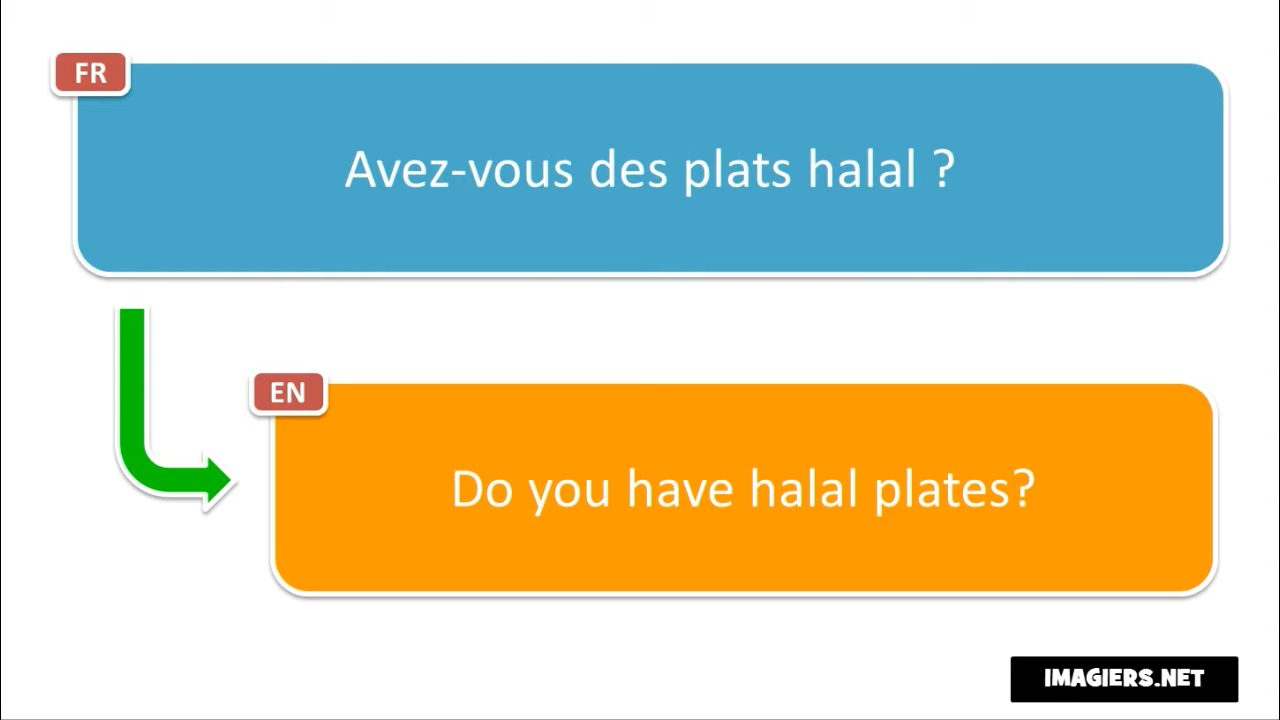 FR
Avez-vous des plats halal ?
EN
Do you have halal plates?
IMAGIERS.NET